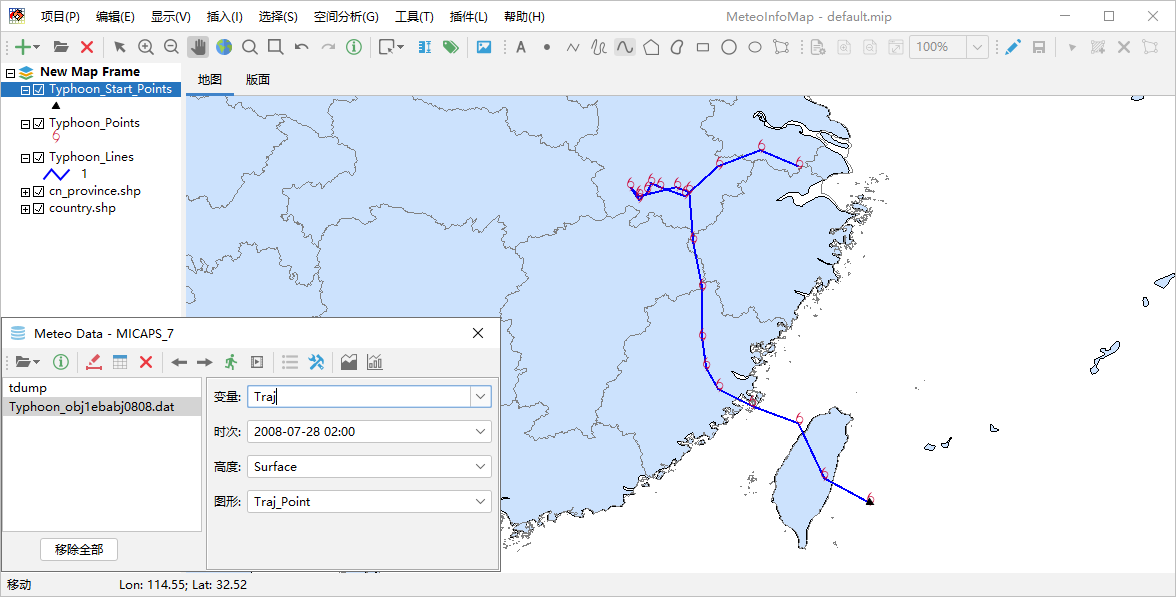 MeteoInfoMap - default.mip
项目(P) 编辑(E) 显示(V) 插入(I) 选择(S) 空间分析(G) 工具(T) 插件(L) 帮助(H)
A 100%
New Map Frame
Typhoon_Start_Points
Typhoon_Points
Typhoon_Lines
1
cn_province.shp
country.shp
地图 版面
Meteo Data - MICAPS_7
tdump
Typhoon_obj1ebabj0808.dat
移除全部
变量: Traj
时次: 2008-07-28 02:00
高度: Surface
图形: Traj_Point
移动 Lon: 114.55; Lat: 32.52